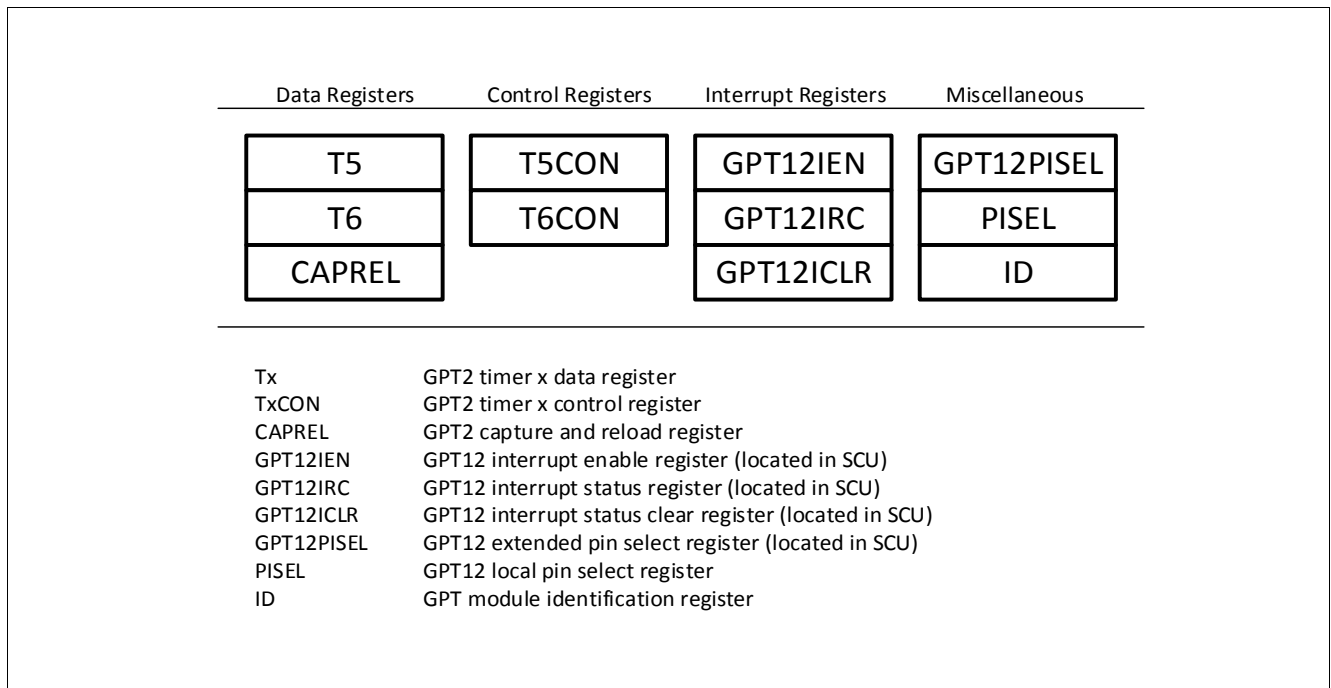 Data Registers Control Registers Interrupt Registers Miscellaneous
T5 T5CON GPT12IEN GPT12PISEL
T6 T6CON GPT12IRC PISEL
CAPREL GPT12ICLR ID
Tx GPT2 timer x data register
TxCON GPT2 timer x control register
CAPREL GPT2 capture and reload register
GPT12IEN GPT12 interrupt enable register (located in SCU)
GPT12IRC GPT12 interrupt status register (located in SCU)
GPT12ICLR GPT12 interrupt status clear register (located in SCU)
GPT12PISEL GPT12 extended pin select register (located in SCU)
PISEL GPT12 local pin select register
ID GPT module identification register